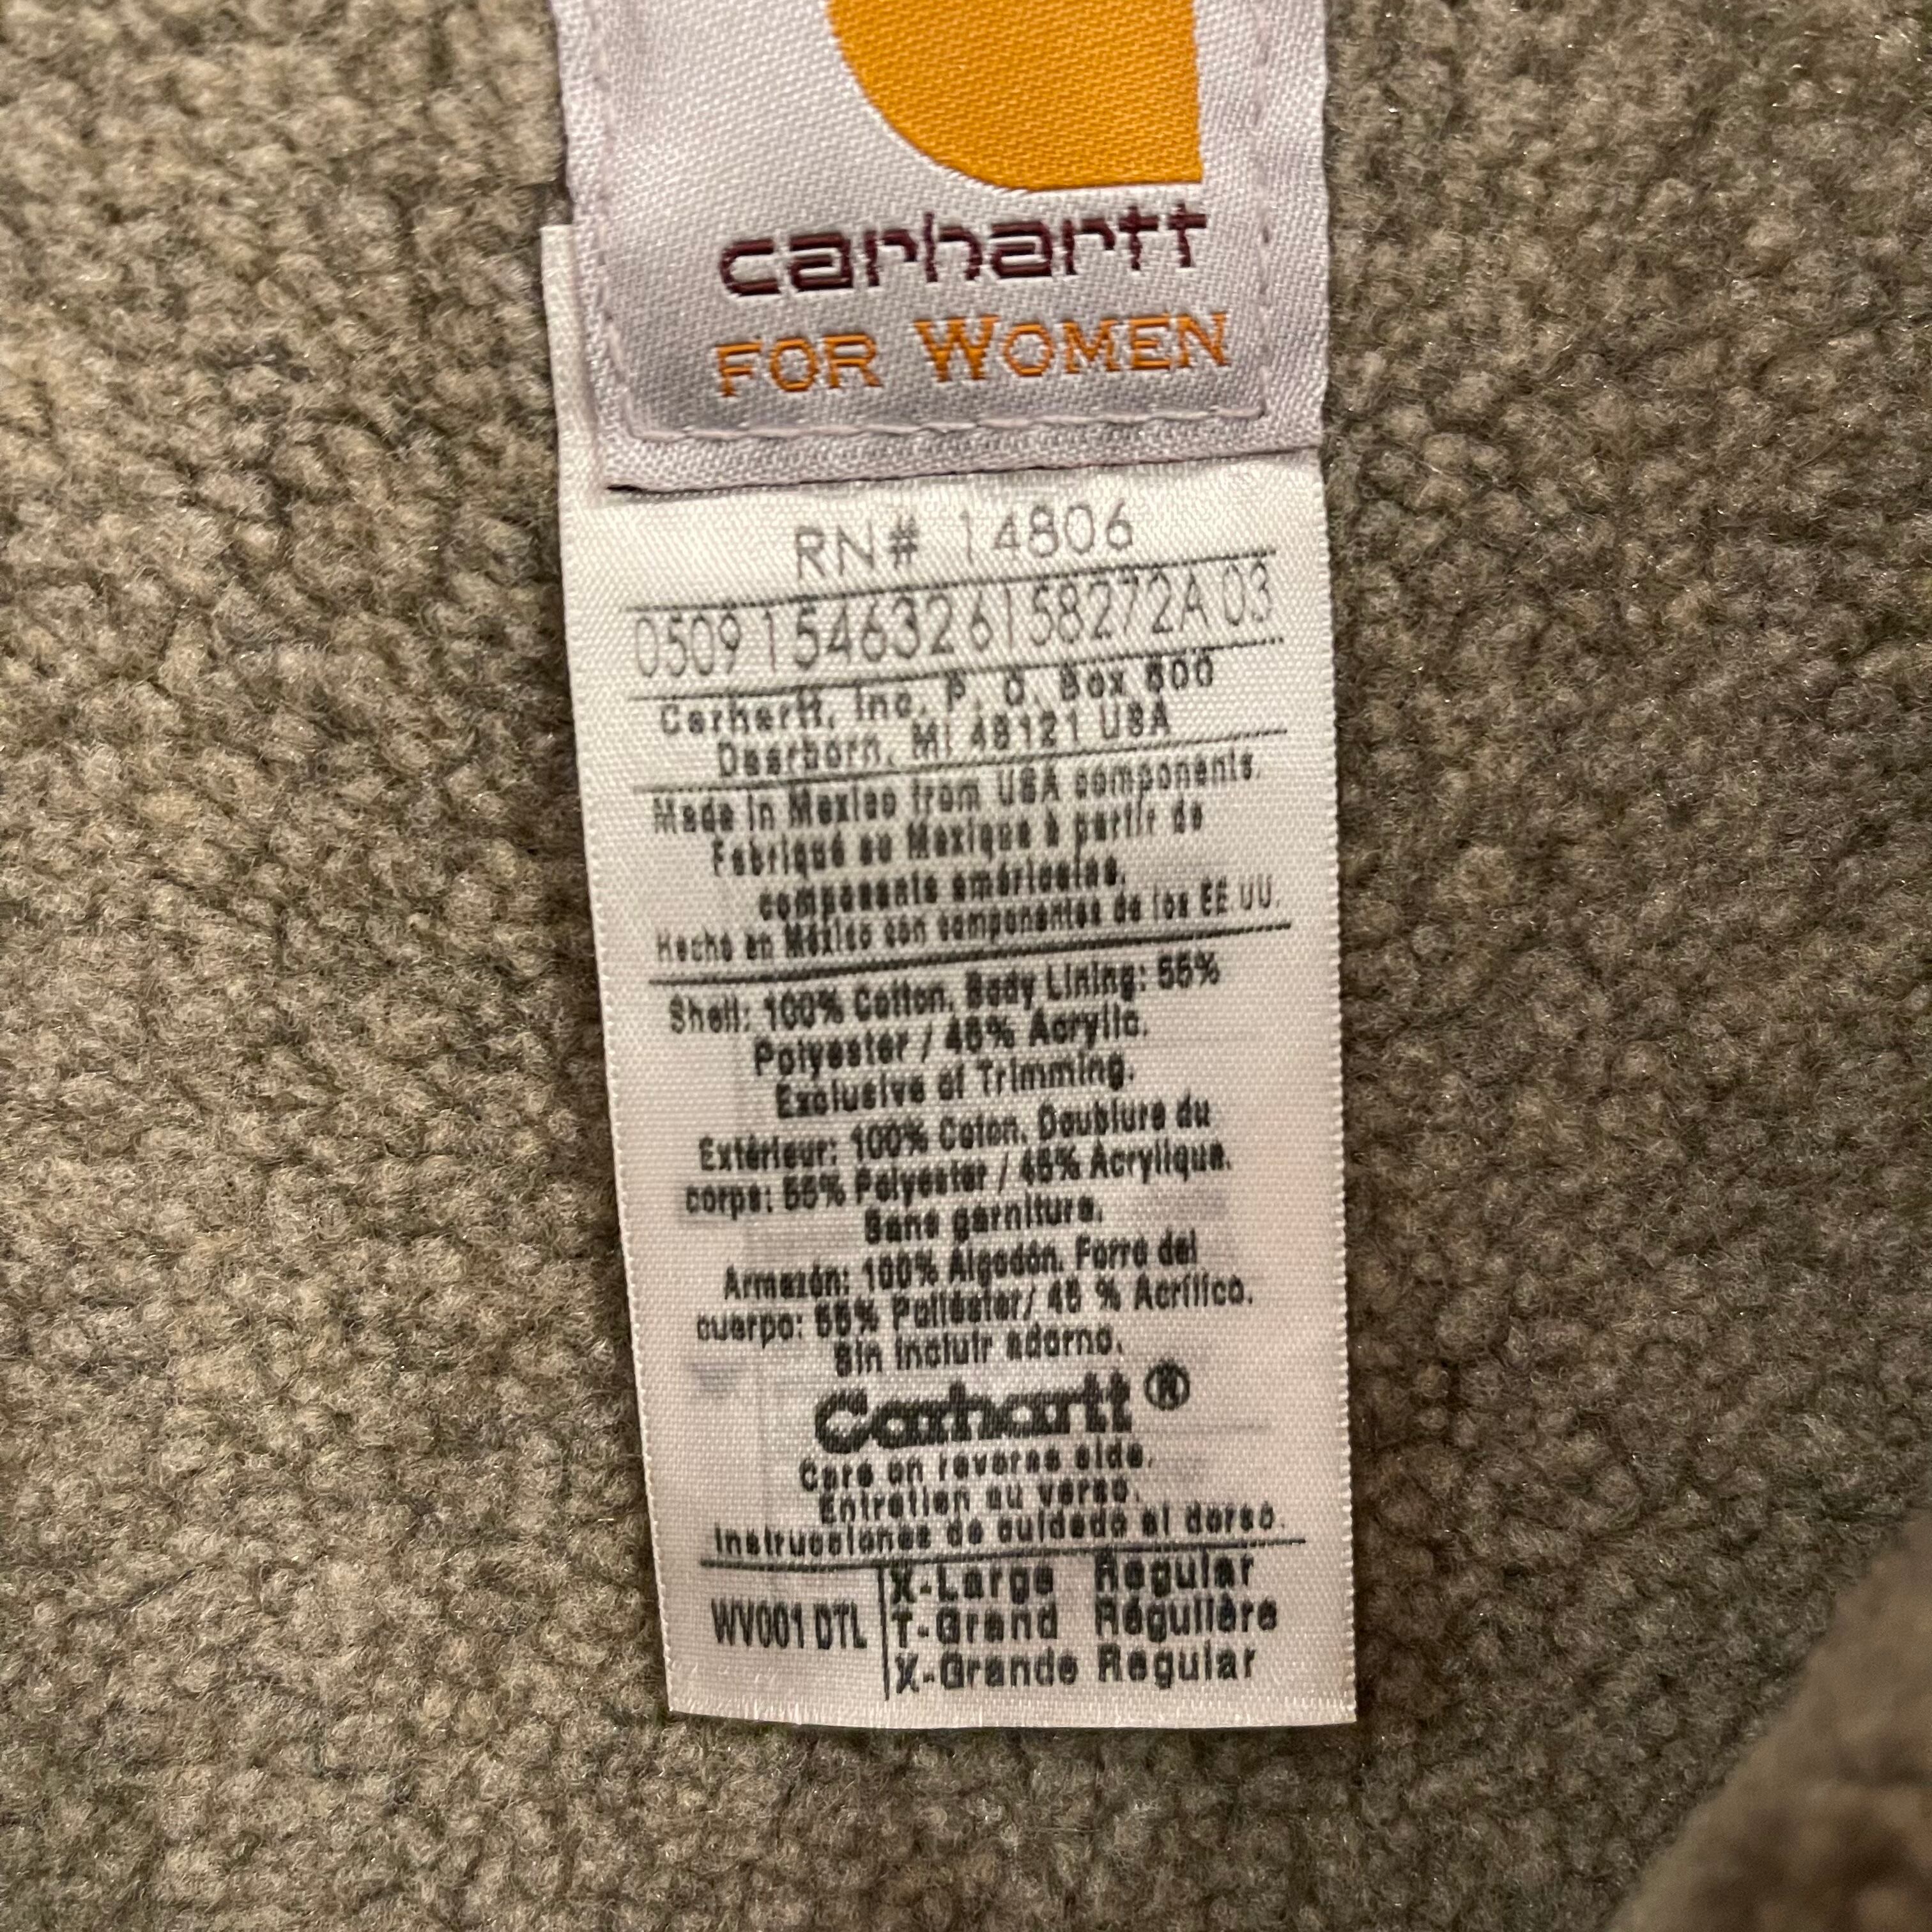 carhartt
FOR WOMEN
RN# 14806
0509 154632615 8272A 03
Carhartt, Inc. P. O. Box 600
Dearborn, MI 48121 USA
Made in Mexico from USA components.
Fabriqué au Mexique à partir de
composants américains.
Hecho en México con componentes de los EE UU.
Shell: 100% Cotton. Body Lining: 55%
Polyester / 45% Acrylic.
Exclusive of Trimming.
Extérieur: 100% Coton. Doublure du
corps: 55% Polyester / 45% Acrylique.
Sans garniture.
Armazón: 100% Algodón. Forro del
cuerpo: 55% Poliéster/ 45 % Acrílico.
Sin incluir adorno.
Carhartt ®
Care on reverse side.
Entretien au verso.
Instrucciones de cuidado al dorso.
WV001 DTL X-Large Regular
T-Grand Régulière
X-Grande Regular